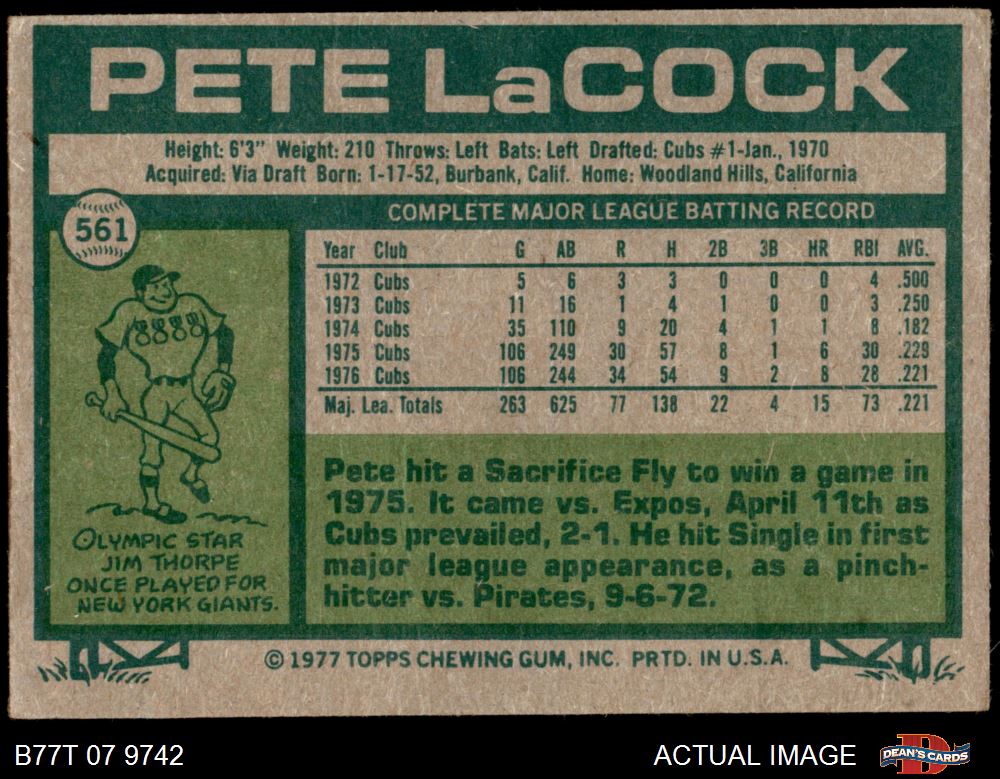 PETE LaCOCK
Height: 6'3" Weight: 210 Throws: Left Bats: Left Drafted: Cubs #1-Jan., 1970
Acquired: Via Draft Born: 1-17-52, Burbank, Calif. Home: Woodland Hills, California
561
COMPLETE MAJOR LEAGUE BATTING RECORD
Year Club G AB R H 2B 3B HR RBI AVG.
1972 Cubs 5 6 3 3 0 0 0 4 .500
1973 Cubs 11 16 1 4 1 0 0 3 .250
1974 Cubs 35 110 9 20 4 1 1 8 .182
1975 Cubs 106 249 30 57 8 1 6 30 .229
1976 Cubs 106 244 34 54 9 2 8 28 .221
Maj. Lea. Totals 263 625 77 138 22 4 15 73 .221
OLYMPIC STAR
JIM THORPE
ONCE PLAYED FOR
NEW YORK GIANTS.
Pete hit a Sacrifice Fly to win a game in
1975. It came vs. Expos, April 11th as
Cubs prevailed, 2-1. He hit Single in first
major league appearance, as a pinch-
hitter vs. Pirates, 9-6-72.
© 1977 TOPPS CHEWING GUM, INC. PRTD. IN U.S.A.
B77T 07 9742
ACTUAL IMAGE
DEAN'S CARDS